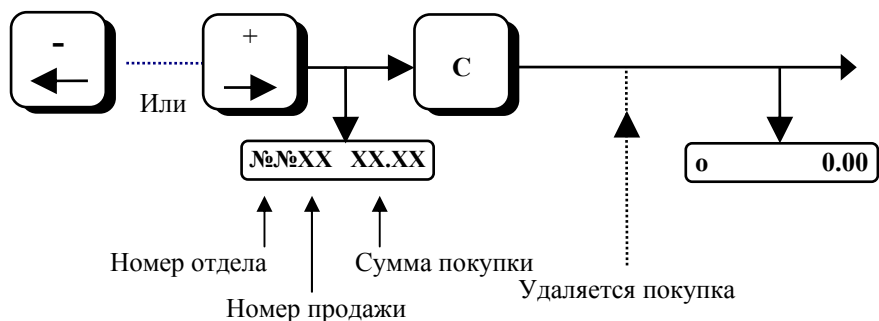 -
+
С
Или
№№XX XX.XX
о 0.00
Номер отдела
Сумма покупки
Удаляется покупка
Номер продажи